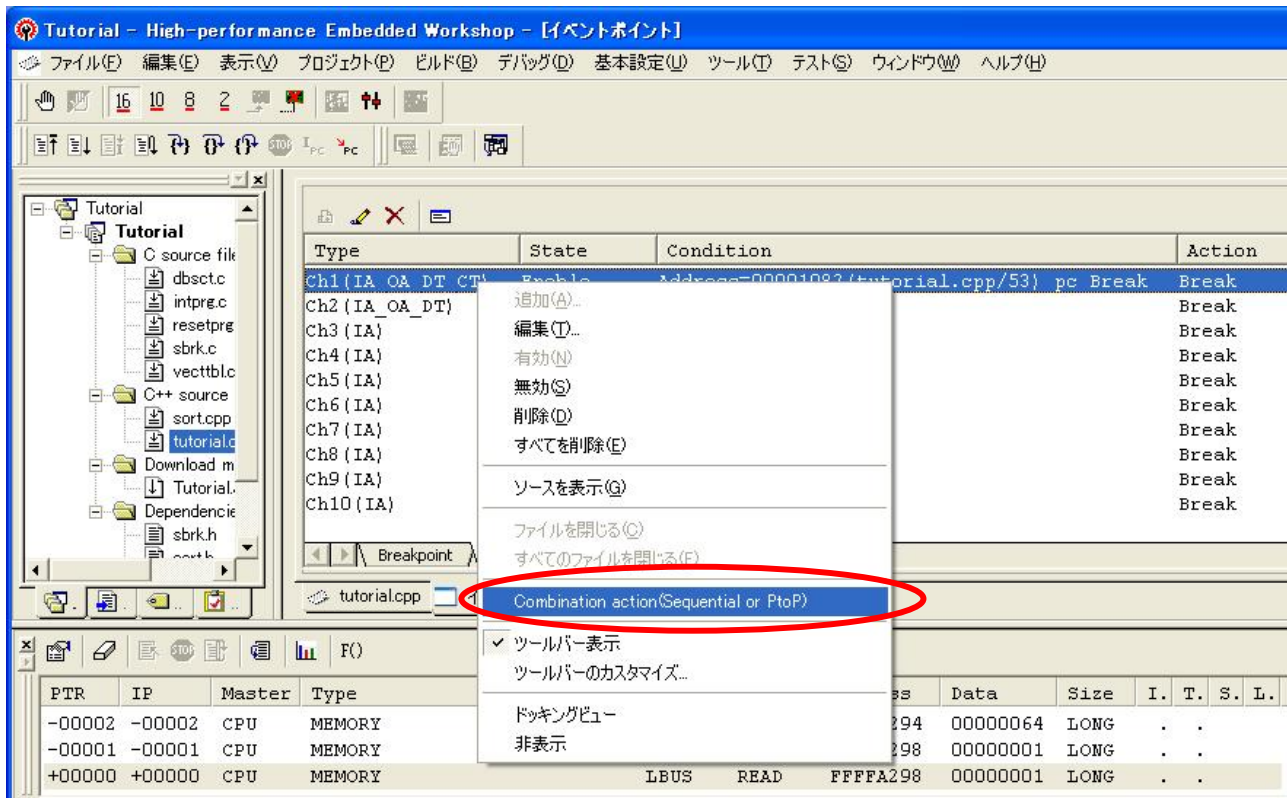 Tutorial - High-performance Embedded Workshop - [イベントポイント]
ファイル(F) 編集(E) 表示(V) プロジェクト(P) ビルド(B) デバッグ(D) 基本設定(U) ツール(T) テスト(S) ウィンドウ(W) ヘルプ(H)
16 10 8 2
STOP PC PC
Tutorial
Tutorial
C source file
dbsct.c
intprg.c
resetprg
sbrk.c
vecttbl.c
C++ source
sort.cpp
tutorial.c
Download m
Tutorial.
Dependencie
sbrk.h
sort.h
Type State Condition Action
Ch1(IA_OA_DT_CT) Enable Address=00001082(tutorial.cpp/53) pc Break Break
Ch2(IA_OA_DT) Break
Ch3(IA) Break
Ch4(IA) Break
Ch5(IA) Break
Ch6(IA) Break
Ch7(IA) Break
Ch8(IA) Break
Ch9(IA) Break
Ch10(IA) Break
Breakpoint
tutorial.cpp
追加(A)...
編集(T)...
有効(N)
無効(S)
削除(D)
すべてを削除(E)
ソースを表示(G)
ファイルを閉じる(C)
すべてのファイルを閉じる(F)
Combination action(Sequential or PtoP)
ツールバー表示
ツールバーのカスタマイズ...
ドッキングビュー
非表示
STOP F()
PTR IP Master Type ss Data Size I. T. S. L.
-00002 -00002 CPU MEMORY 294 00000064 LONG . .
-00001 -00001 CPU MEMORY 298 00000001 LONG . .
+00000 +00000 CPU MEMORY LBUS READ FFFFA298 00000001 LONG . .